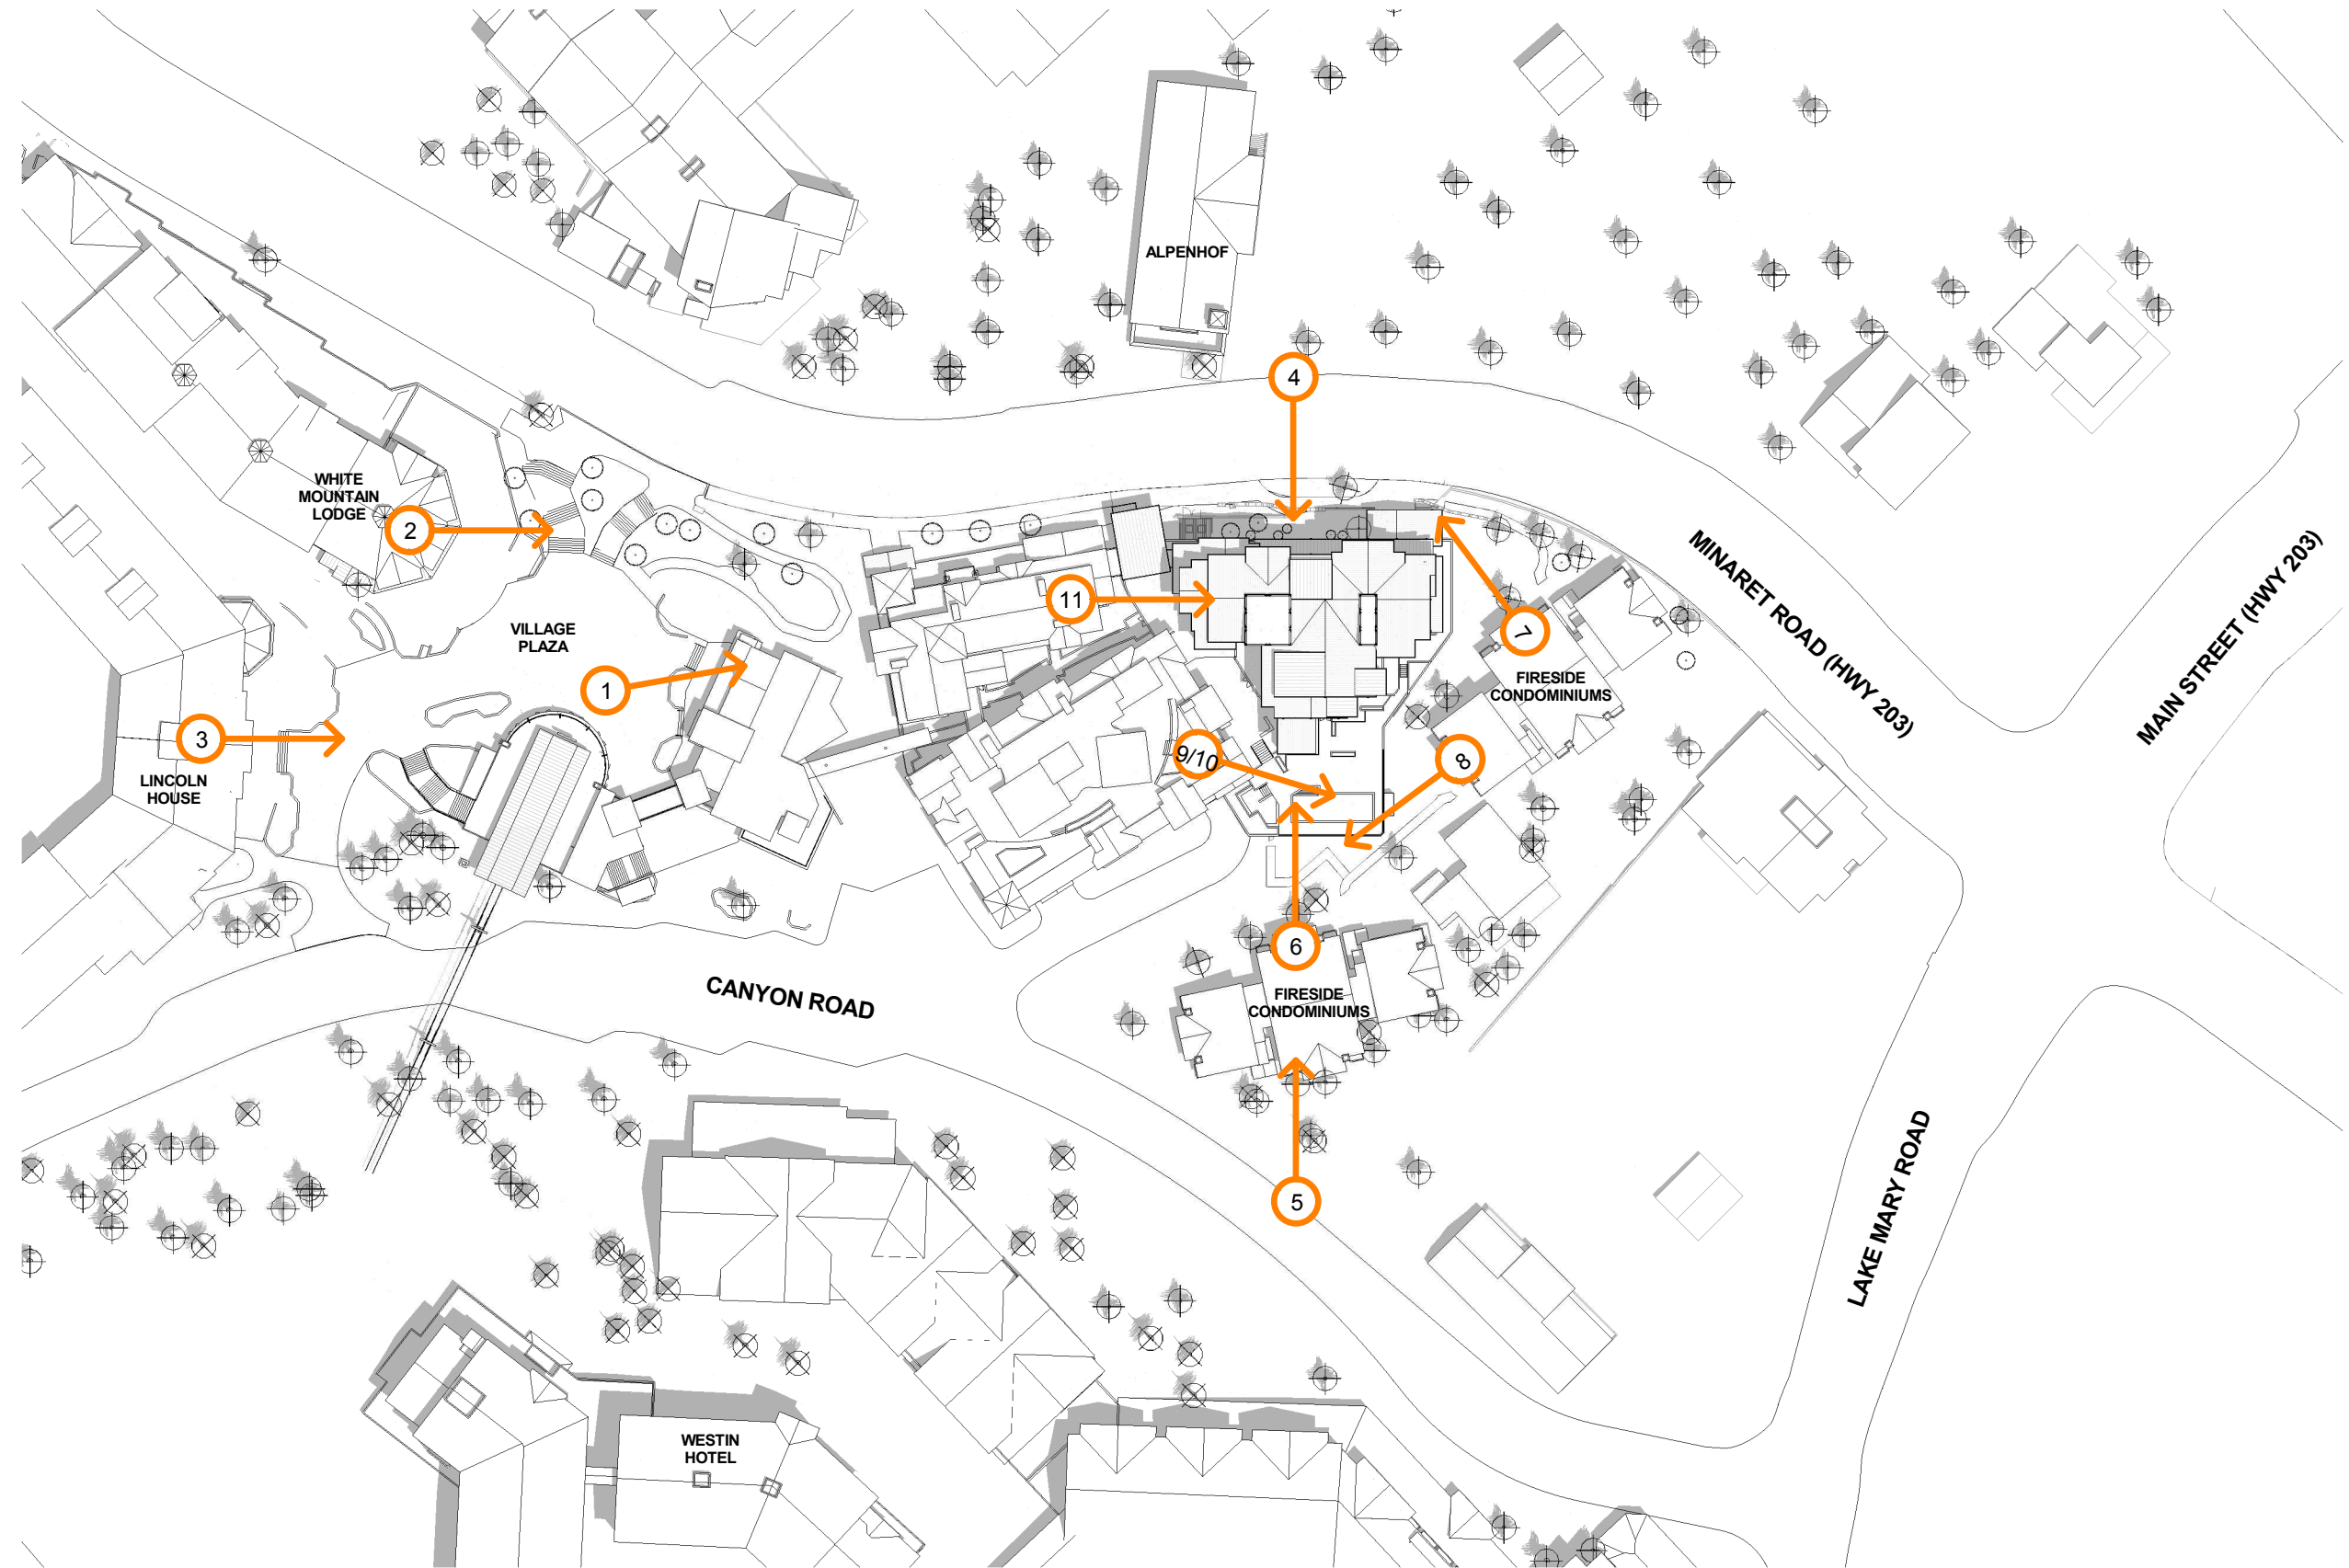 ALPENHOF
4
WHITE
MOUNTAIN
LODGE
2
11
MINARET ROAD (HWY 203)
MAIN STREET (HWY 203)
VILLAGE
PLAZA
7
1
FIRESIDE
CONDOMINIUMS
3
9/10
8
LINCOLN
HOUSE
6
CANYON ROAD
FIRESIDE
CONDOMINIUMS
5
LAKE MARY ROAD
WESTIN
HOTEL